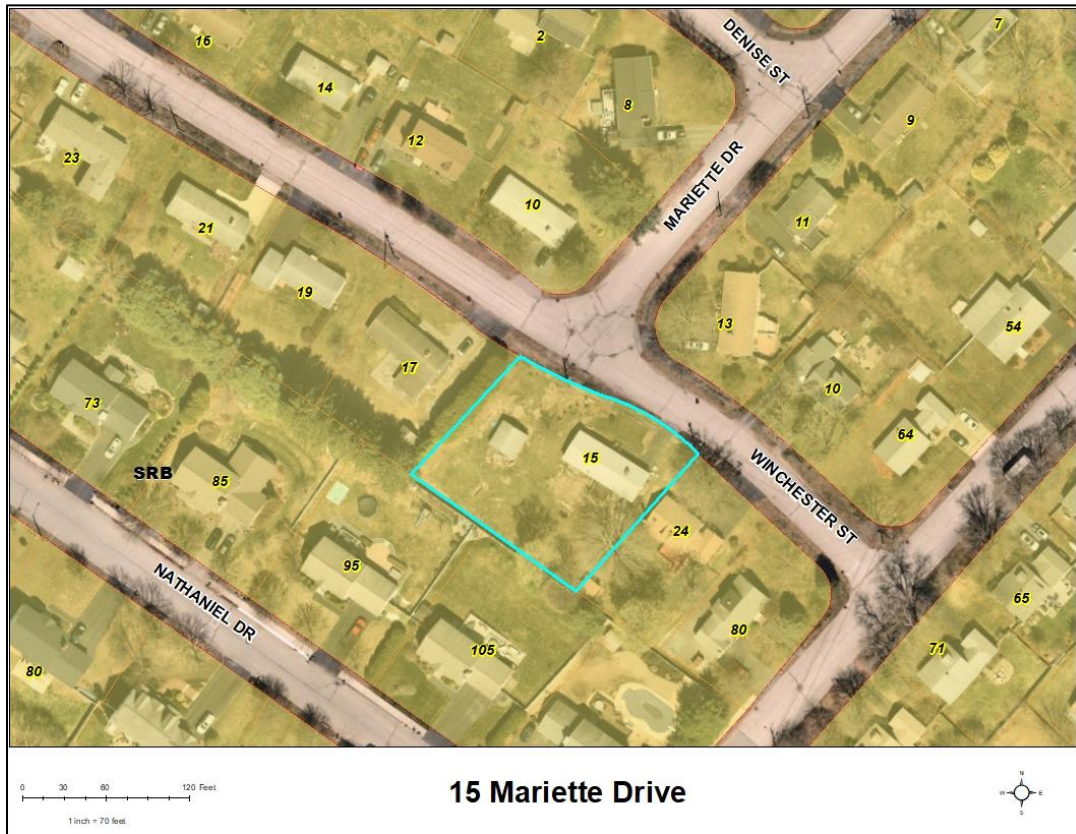 7
2
16
DENISE ST
14
8
9
12
23
MARIETTE DR
10
21
11
19
13
54
17
10
73
64
15
WINCHESTER ST
SRB
85
24
95
NATHANIEL DR
65
80
105
71
80
0 30 60 120 Feet
1 inch = 70 feet
15 Mariette Drive
N
W E
S